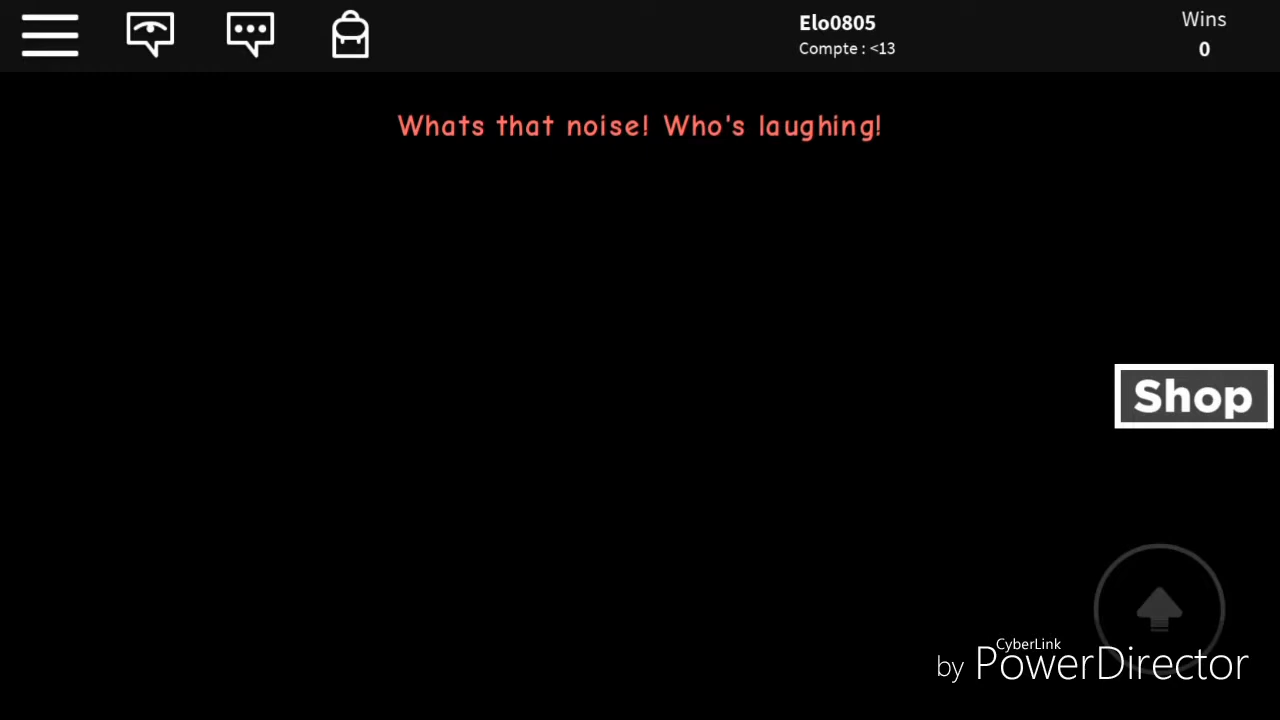 Elo0805
Compte : <13
Wins
0
Whats that noise! Who's laughing!
Shop
CyberLink
by PowerDirector